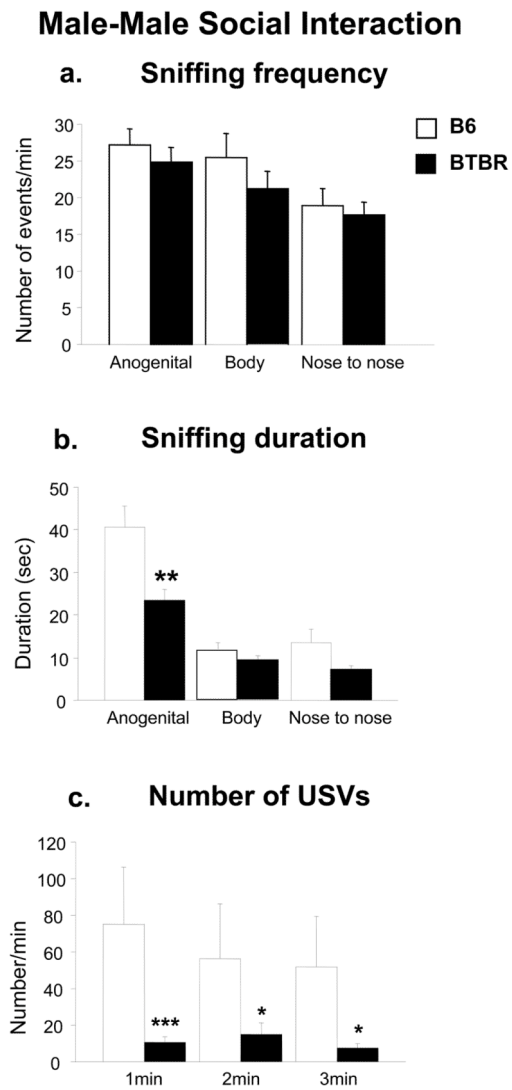 Male-Male Social Interaction
a. Sniffing frequency
B6
BTBR
Number of events/min
30
25
20
15
10
5
0
Anogenital Body Nose to nose
b. Sniffing duration
Duration (sec)
50
40
30
20
10
0
**
Anogenital Body Nose to nose
c. Number of USVs
Number/min
120
100
80
60
40
20
0
*** * *
1min 2min 3min